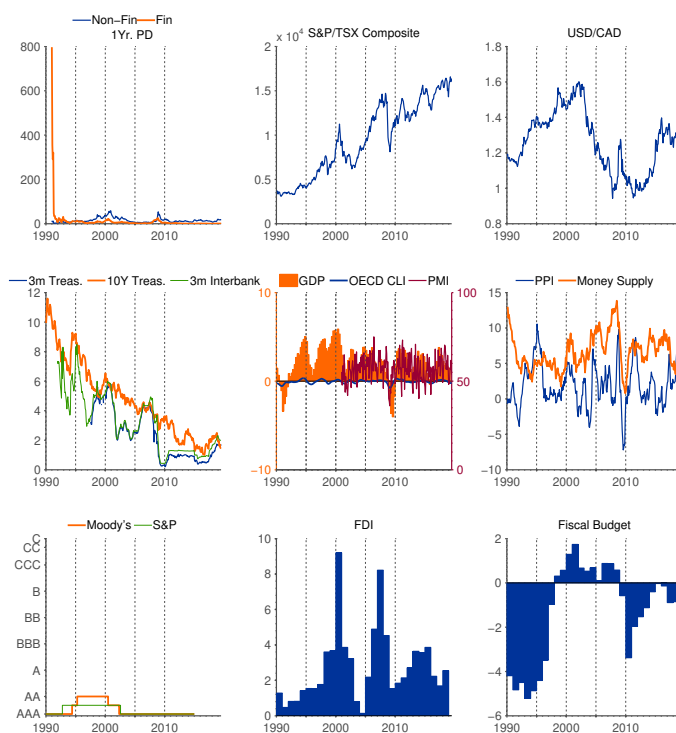 Non-Fin Fin
1Yr. PD
800
600
400
200
0
1990 2000 2010
S&P/TSX Composite
2 x 10⁴
1.5
1
0.5
0
1990 2000 2010
USD/CAD
1.8
1.6
1.4
1.2
1
0.8
1990 2000 2010
3m Treas. 10Y Treas. 3m Interbank
12
10
8
6
4
2
0
1990 2000 2010
GDP OECD CLI PMI
10 100
0 50
−10 0
1990 2000 2010
PPI Money Supply
15
10
5
0
−5
−10
1990 2000 2010
Moody's S&P
C
CC
CCC
B
BB
BBB
A
AA
AAA
1990 2000 2010
FDI
10
8
6
4
2
0
1990 2000 2010
Fiscal Budget
2
0
−2
−4
−6
1990 2000 2010